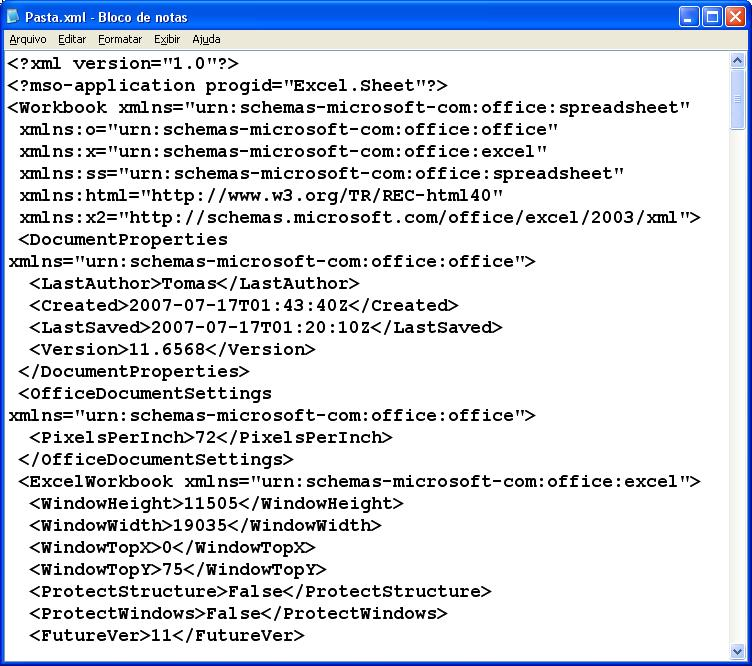 Pasta.xml - Bloco de notas
Arquivo Editar Formatar Exibir Ajuda
<?xml version="1.0"?>
<?mso-application progid="Excel.Sheet"?>
<Workbook xmlns="urn:schemas-microsoft-com:office:spreadsheet"
xmlns:o="urn:schemas-microsoft-com:office:office"
xmlns:x="urn:schemas-microsoft-com:office:excel"
xmlns:ss="urn:schemas-microsoft-com:office:spreadsheet"
xmlns:html="http://www.w3.org/TR/REC-html40"
xmlns:x2="http://schemas.microsoft.com/office/excel/2003/xml">
<DocumentProperties
xmlns="urn:schemas-microsoft-com:office:office">
<LastAuthor>Tomas</LastAuthor>
<Created>2007-07-17T01:43:40Z</Created>
<LastSaved>2007-07-17T01:20:10Z</LastSaved>
<Version>11.6568</Version>
</DocumentProperties>
<OfficeDocumentSettings
xmlns="urn:schemas-microsoft-com:office:office">
<PixelsPerInch>72</PixelsPerInch>
</OfficeDocumentSettings>
<ExcelWorkbook xmlns="urn:schemas-microsoft-com:office:excel">
<WindowHeight>11505</WindowHeight>
<WindowWidth>19035</WindowWidth>
<WindowTopX>0</WindowTopX>
<WindowTopY>75</WindowTopY>
<ProtectStructure>False</ProtectStructure>
<ProtectWindows>False</ProtectWindows>
<FutureVer>11</FutureVer>